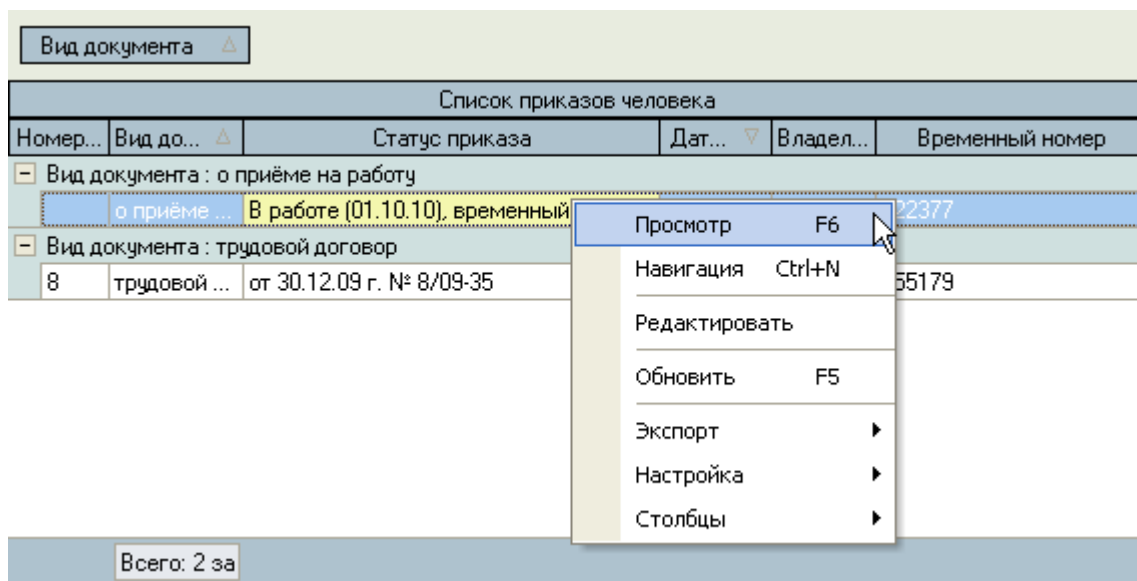 Вид документа
Список приказов человека
Номер... Вид до... Статус приказа Дат... Владел... Временный номер
Вид документа : о приёме на работу
о приёме ... В работе (01.10.10), временный 22377
Вид документа : трудовой договор
8 трудовой ... от 30.12.09 г. № 8/09-35 55179
Просмотр F6
Навигация Ctrl+N
Редактировать
Обновить F5
Экспорт
Настройка
Столбцы
Всего: 2 за